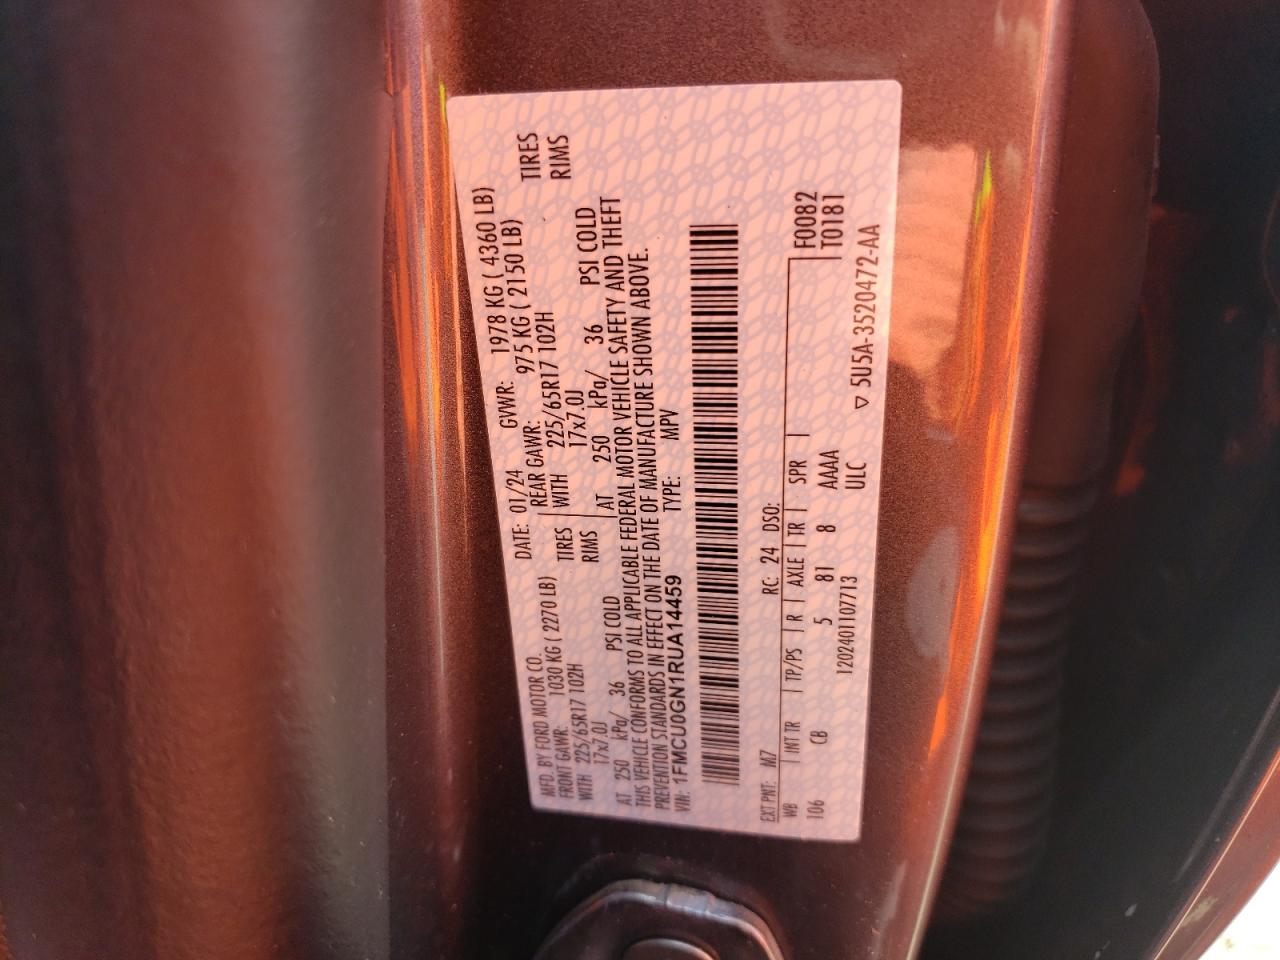 MFD. BY FORD MOTOR CO.
DATE: 01/24 GVWR: 1978 KG ( 4360 LB)
FRONT GAWR: 1030 KG ( 2270 LB) REAR GAWR: 975 KG ( 2150 LB)
WITH 225/65R17 102H TIRES WITH 225/65R17 102H TIRES
17x7.0J RIMS 17x7.0J RIMS
AT 250 kPa/ 36 PSI COLD AT 250 kPa/ 36 PSI COLD
THIS VEHICLE CONFORMS TO ALL APPLICABLE FEDERAL MOTOR VEHICLE SAFETY AND THEFT
PREVENTION STANDARDS IN EFFECT ON THE DATE OF MANUFACTURE SHOWN ABOVE.
VIN: 1FMCU0GN1RUA14459 TYPE: MPV
EXT PNT: M7 RC: 24 DSO:
WB INT TR TP/PS R AXLE TR SPR F0082
106 CB 5 81 8 AAAA T0181
1202401107713 ULC ▽ 5U5A-3520472-AA